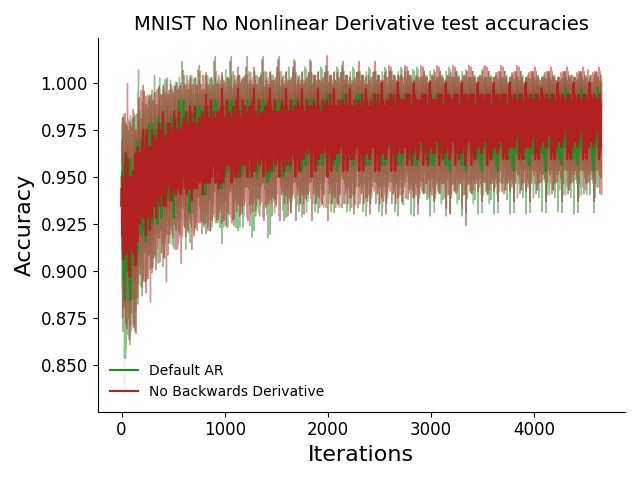 MNIST No Nonlinear Derivative test accuracies
1.000
0.975
0.950
0.925
0.900
0.875
0.850
Accuracy
Default AR
No Backwards Derivative
0 1000 2000 3000 4000
Iterations